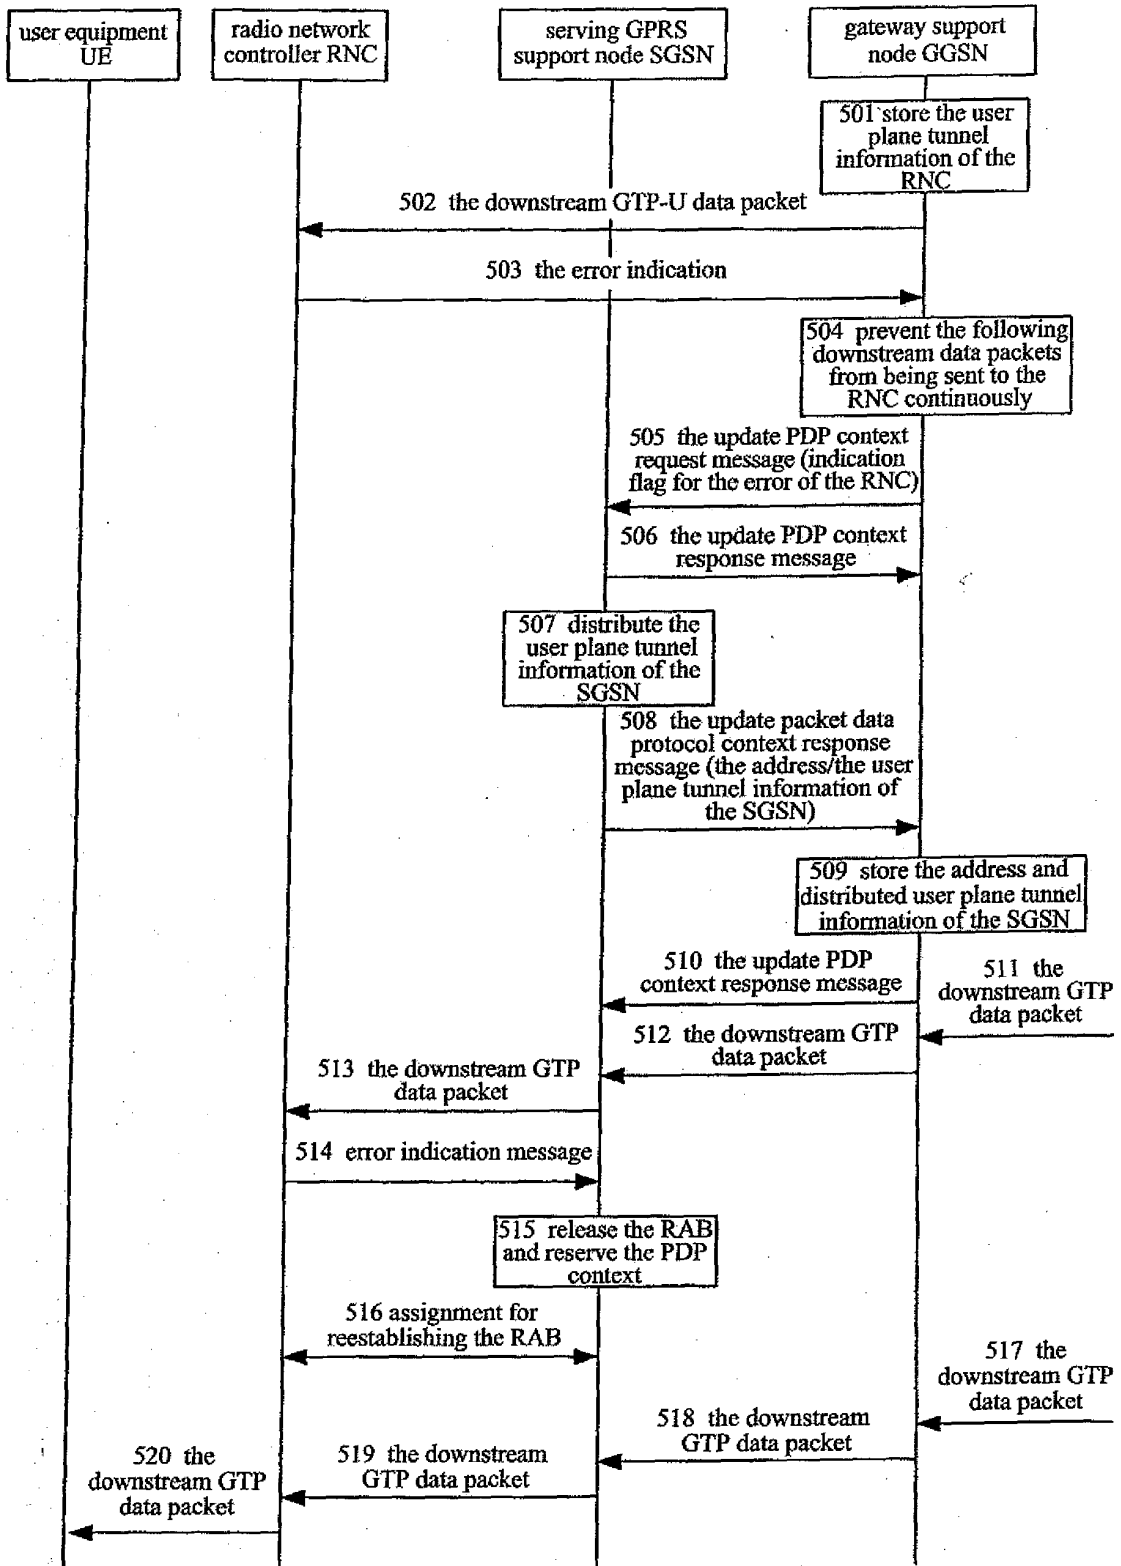 user equipment
UE
radio network
controller RNC
serving GPRS
support node SGSN
gateway support
node GGSN
501 store the user
plane tunnel
information of the
RNC
502 the downstream GTP-U data packet
503 the error indication
504 prevent the following
downstream data packets
from being sent to the
RNC continuously
505 the update PDP context
request message (indication
flag for the error of the RNC)
506 the update PDP context
response message
507 distribute the
user plane tunnel
information of the
SGSN
508 the update packet data
protocol context response
message (the address/the user
plane tunnel information of
the SGSN)
509 store the address and
distributed user plane tunnel
information of the SGSN
510 the update PDP
context response message
511 the
downstream GTP
data packet
512 the downstream GTP
data packet
513 the downstream GTP
data packet
514 error indication message
515 release the RAB
and reserve the PDP
context
516 assignment for
reestablishing the RAB
517 the
downstream GTP
data packet
518 the downstream
GTP data packet
519 the downstream
GTP data packet
520 the
downstream GTP
data packet